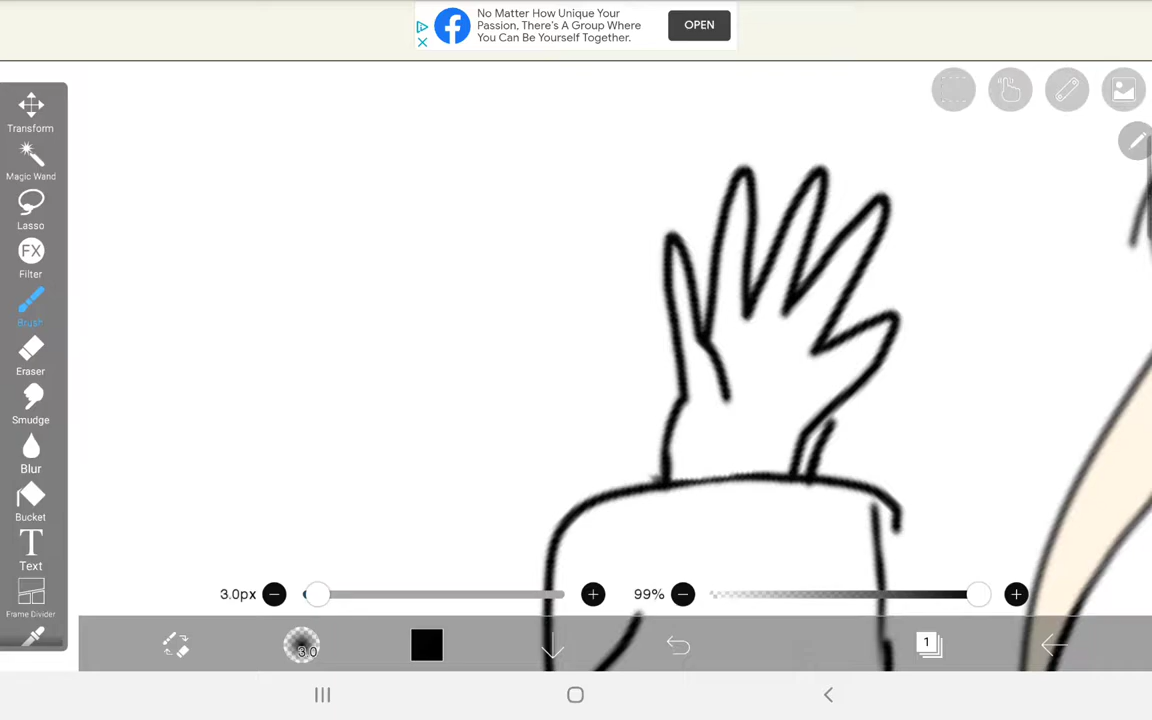 No Matter How Unique Your
Passion, There'S A Group Where
You Can Be Yourself Together.
OPEN
Transform
Magic Wand
Lasso
FX
Filter
Brush
Eraser
Smudge
Blur
Bucket
T
Text
Frame Divider
3.0px
99%
3.0
1